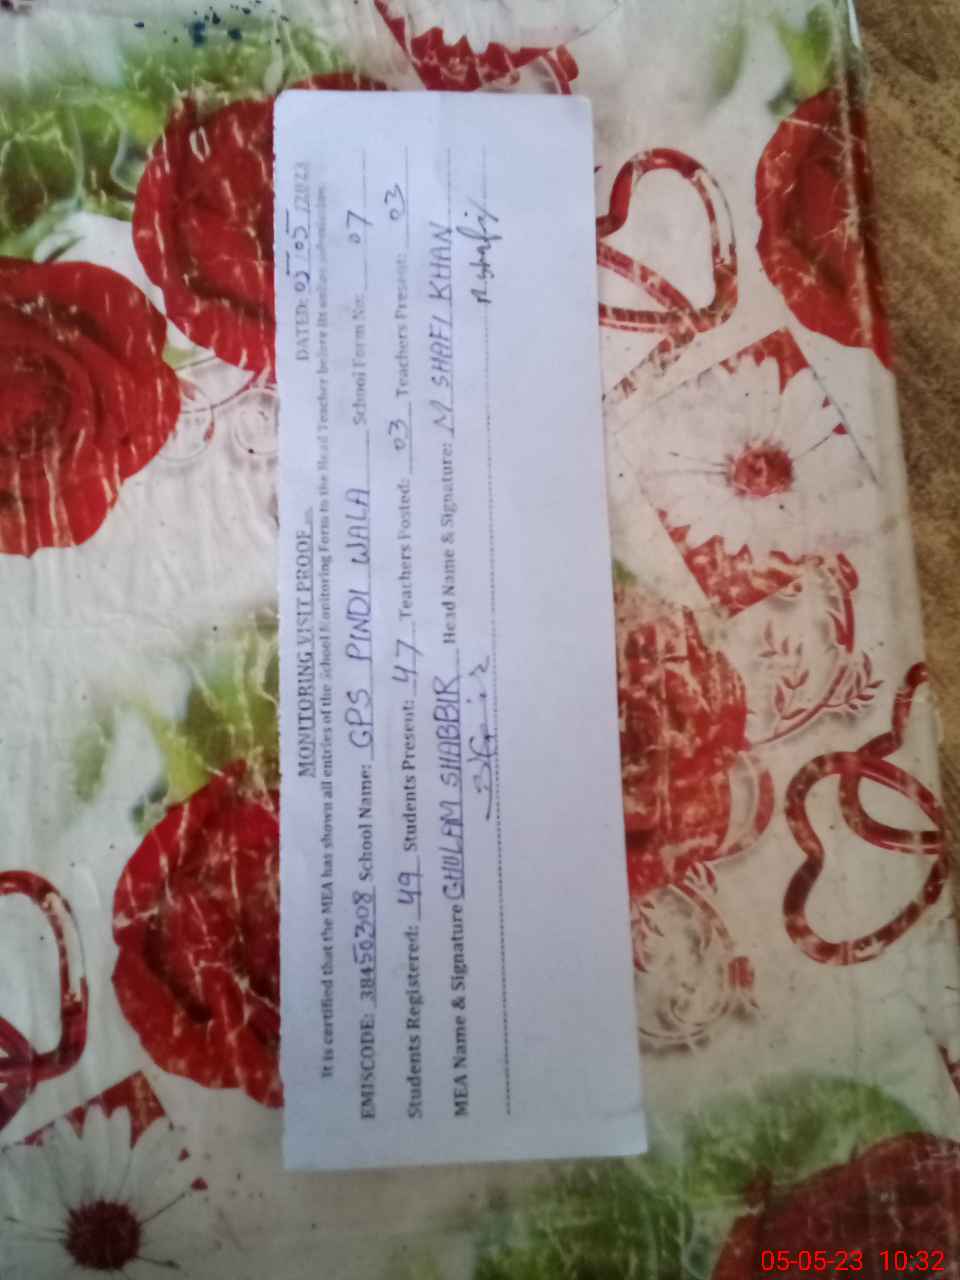 MONITORING VISIT PROOF DATED: 05/05/2023
It is certified that the MEA has shown all entries of the School Monitoring Form to the Head Teacher before its online submission.
EMISCODE: 38450308 School Name: GPS PINDI WALA School Form No: 07
Students Registered: 49 Students Present: 47 Teachers Posted: 03 Teachers Present: 03
MEA Name & Signature GHULAM SHABBIR Head Name & Signature: M SHAFI KHAN
05-05-23 10:32